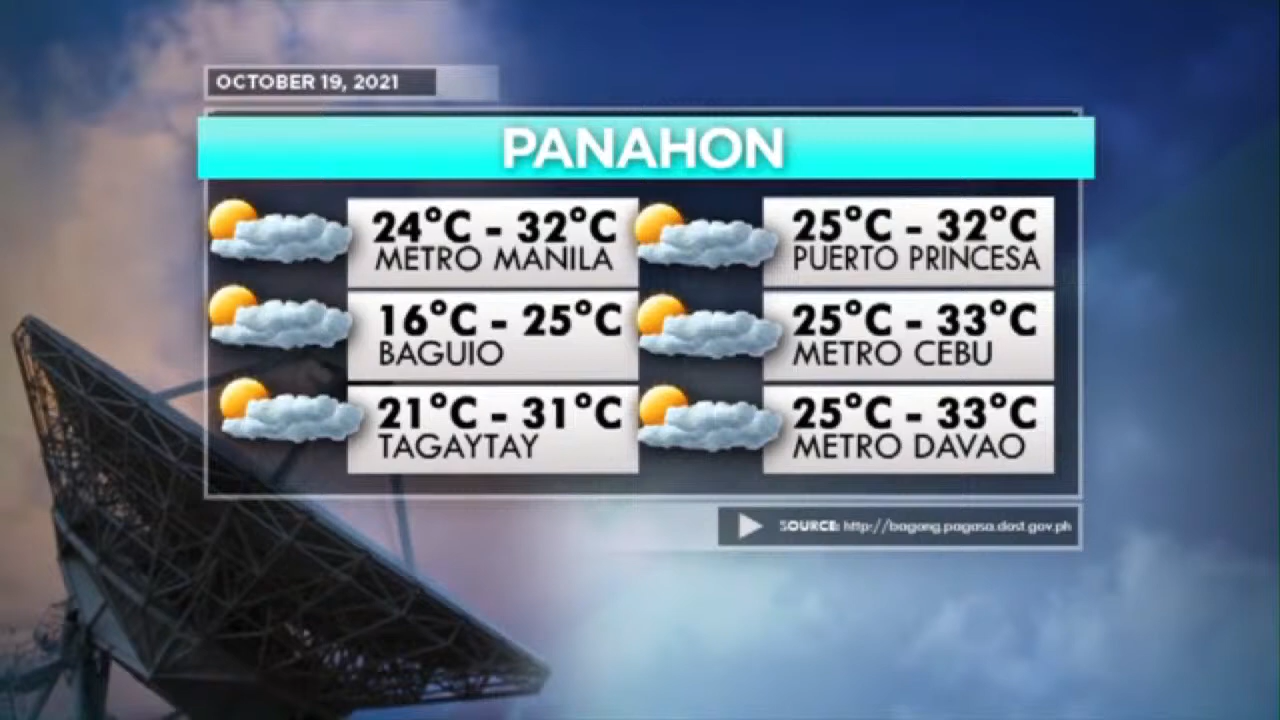 OCTOBER 19, 2021
PANAHON
24°C - 32°C
METRO MANILA
16°C - 25°C
BAGUIO
21°C - 31°C
TAGAYTAY
25°C - 32°C
PUERTO PRINCESA
25°C - 33°C
METRO CEBU
25°C - 33°C
METRO DAVAO
SOURCE: http://bagong.pagasa.dost.gov.ph